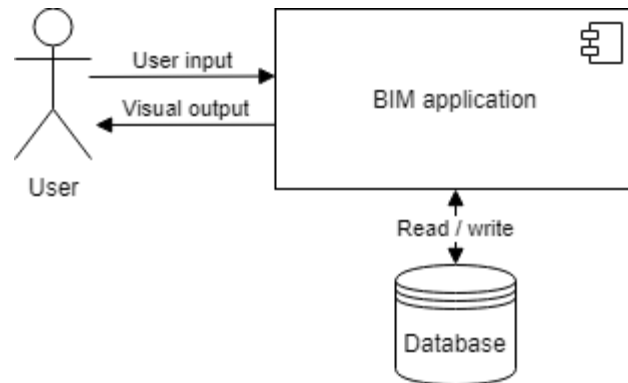 User input
BIM application
Visual output
User
Read / write
Database